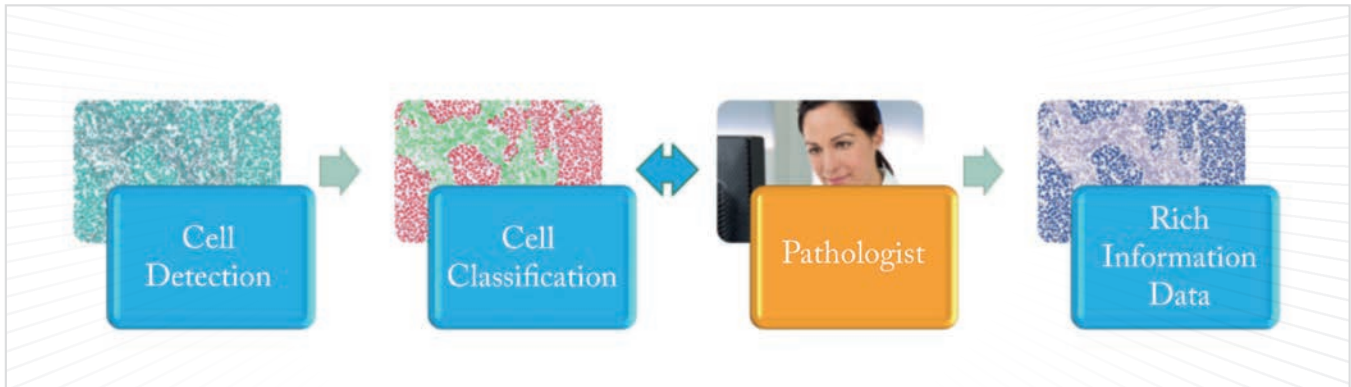 Cell
Detection
Cell
Classification
Pathologist
Rich
Information
Data